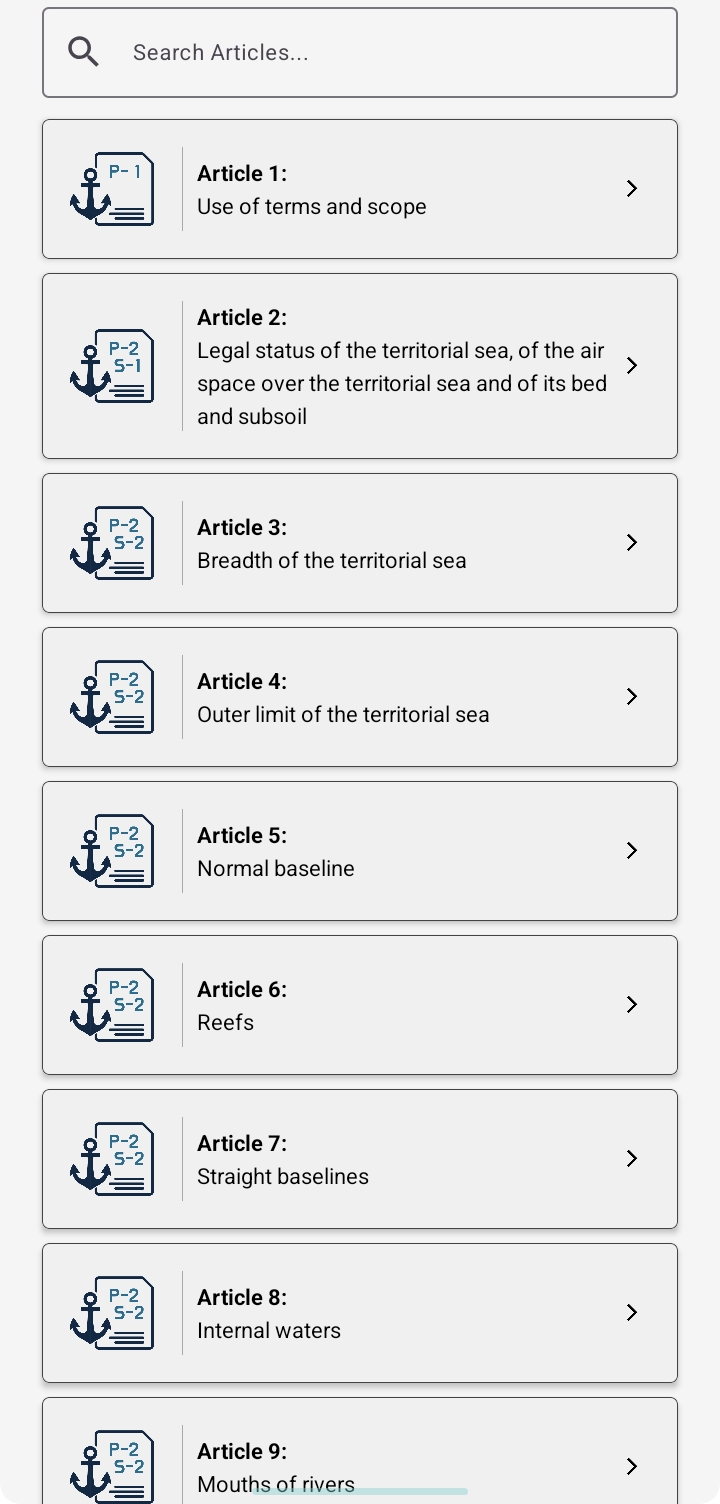 Search Articles...
P- 1
Article 1:
Use of terms and scope
P-2
S-1
Article 2:
Legal status of the territorial sea, of the air
space over the territorial sea and of its bed
and subsoil
P-2
S-2
Article 3:
Breadth of the territorial sea
P-2
S-2
Article 4:
Outer limit of the territorial sea
P-2
S-2
Article 5:
Normal baseline
P-2
S-2
Article 6:
Reefs
P-2
S-2
Article 7:
Straight baselines
P-2
S-2
Article 8:
Internal waters
P-2
S-2
Article 9:
Mouths of rivers